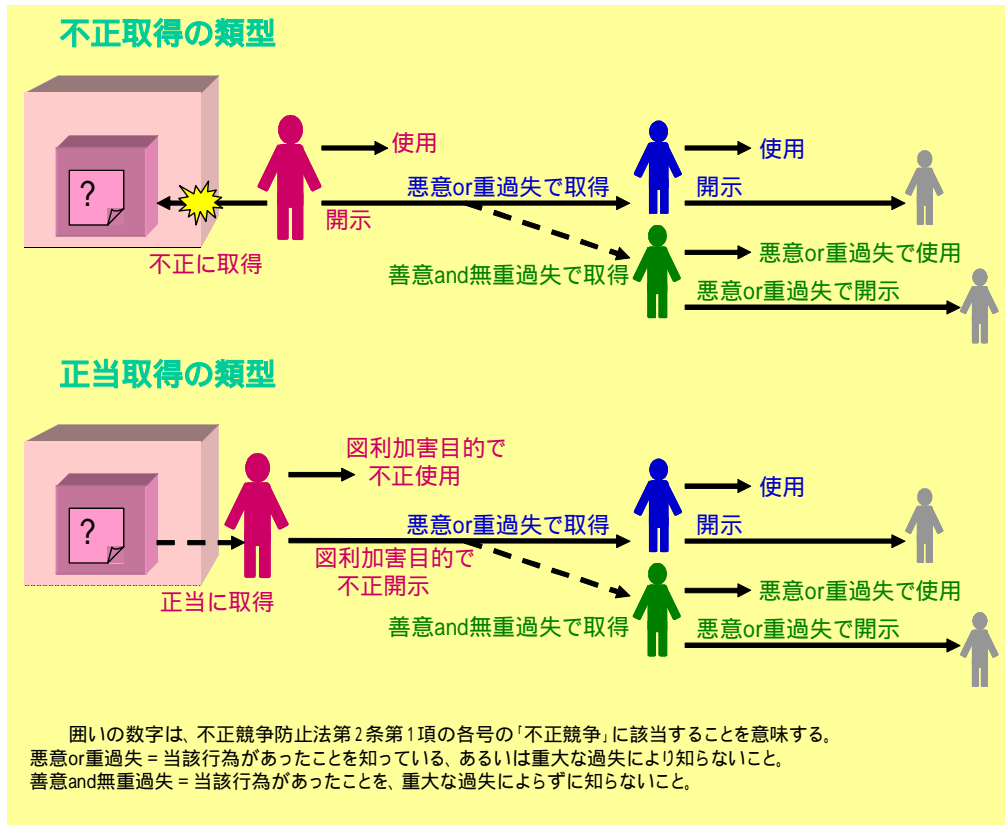 不正取得の類型
?
使用
悪意or重過失で取得
開示
不正に取得
善意and無重過失で取得
使用
開示
悪意or重過失で使用
悪意or重過失で開示
正当取得の類型
?
図利加害目的で
不正使用
悪意or重過失で取得
図利加害目的で
不正開示
正当に取得
善意and無重過失で取得
使用
開示
悪意or重過失で使用
悪意or重過失で開示
囲いの数字は、不正競争防止法第2条第1項の各号の「不正競争」に該当することを意味する。
悪意or重過失 = 当該行為があったことを知っている、あるいは重大な過失により知らないこと。
善意and無重過失 = 当該行為があったことを、重大な過失によらずに知らないこと。